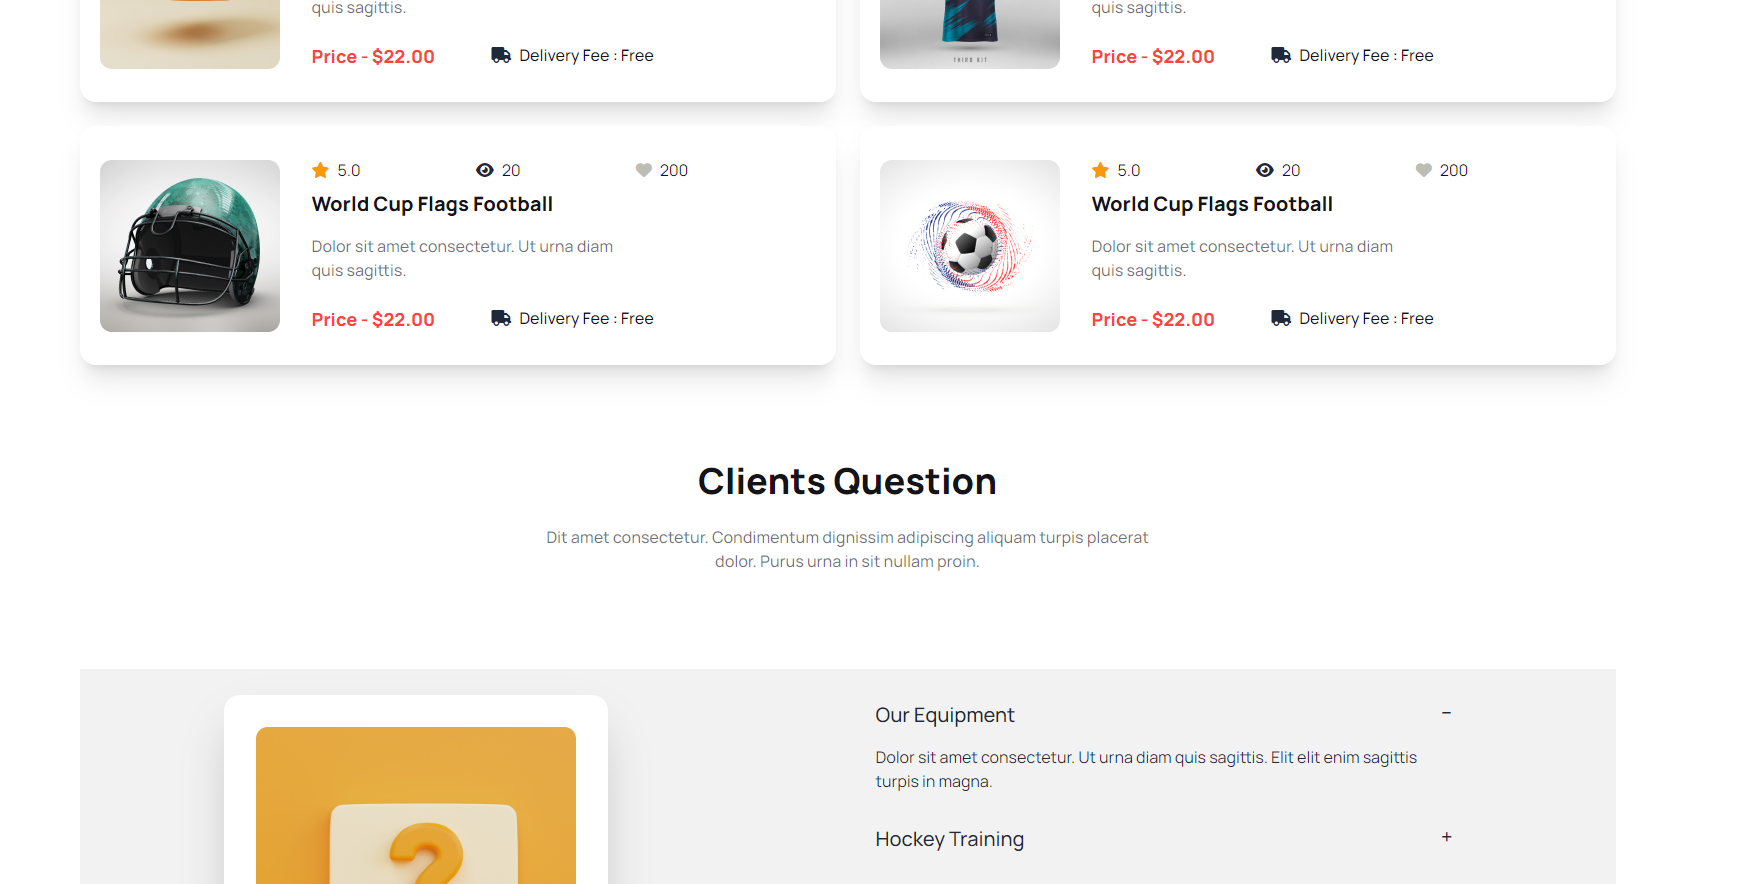 quis sagittis.
Price - $22.00
Delivery Fee : Free
quis sagittis.
THIRD KIT
Price - $22.00
Delivery Fee : Free
5.0
20
200
World Cup Flags Football
Dolor sit amet consectetur. Ut urna diam
quis sagittis.
Price - $22.00
Delivery Fee : Free
5.0
20
200
World Cup Flags Football
Dolor sit amet consectetur. Ut urna diam
quis sagittis.
Price - $22.00
Delivery Fee : Free
Clients Question
Dit amet consectetur. Condimentum dignissim adipiscing aliquam turpis placerat
dolor. Purus urna in sit nullam proin.
?
Our Equipment −
Dolor sit amet consectetur. Ut urna diam quis sagittis. Elit elit enim sagittis
turpis in magna.
Hockey Training +